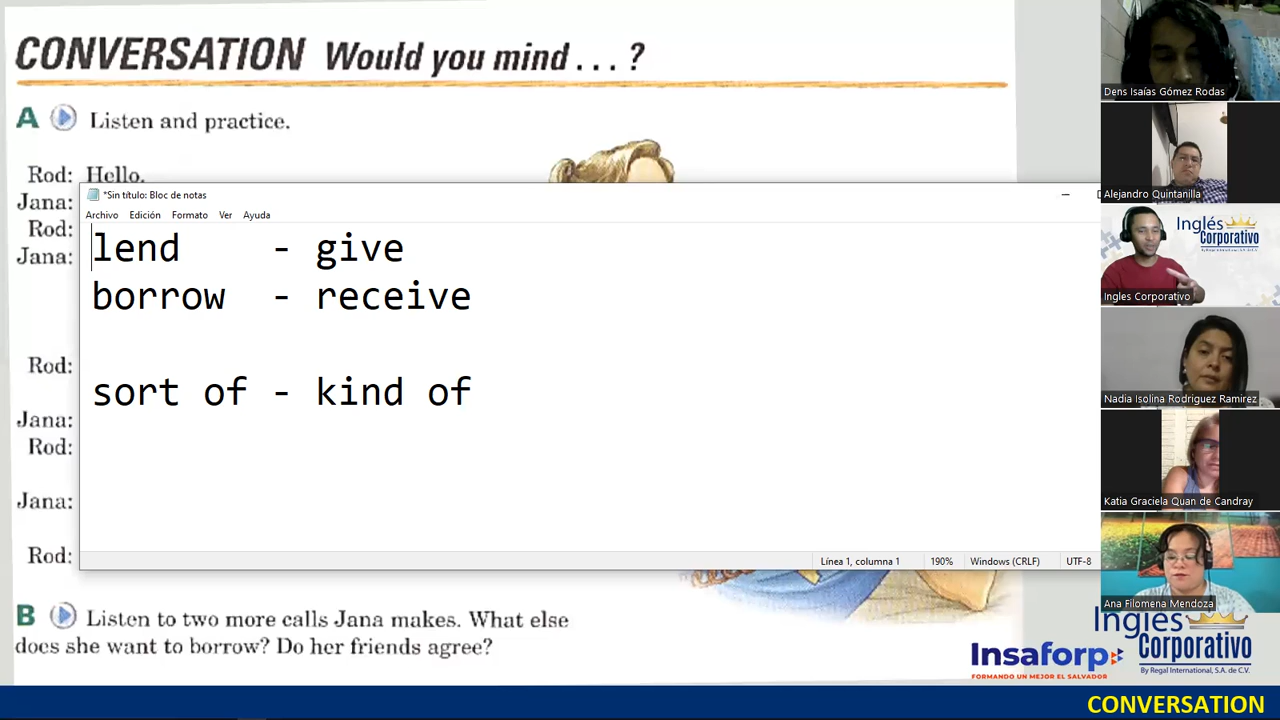 CONVERSATION Would you mind . . . ?
A Listen and practice.
Rod: Hello.
Jana:
Rod:
Jana:
Rod:
Jana:
Rod:
Jana:
Rod:
*Sin título: Bloc de notas
Archivo Edición Formato Ver Ayuda
lend - give
borrow - receive
sort of - kind of
Línea 1, columna 1 190% Windows (CRLF) UTF-8
B Listen to two more calls Jana makes. What else
does she want to borrow? Do her friends agree?
Dens Isaías Gómez Rodas
Alejandro Quintanilla
Inglés
Corporativo
By Regal International, S.A. de C.V.
Ingles Corporativo
Nadia Isolina Rodriguez Ramirez
Katia Graciela Quan de Candray
Ana Filomena Mendoza
Insaforp
FORMANDO UN MEJOR EL SALVADOR
Inglés
Corporativo
By Regal International, S.A. de C.V.
CONVERSATION